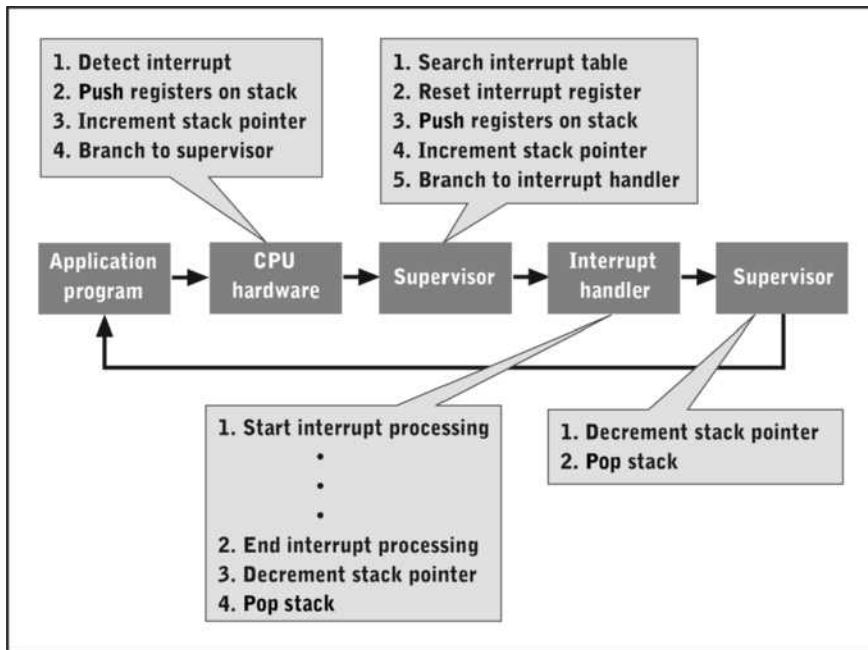 1. Detect interrupt
2. Push registers on stack
3. Increment stack pointer
4. Branch to supervisor
1. Search interrupt table
2. Reset interrupt register
3. Push registers on stack
4. Increment stack pointer
5. Branch to interrupt handler
Application
program
CPU
hardware
Supervisor
Interrupt
handler
Supervisor
1. Start interrupt processing
•
•
•
2. End interrupt processing
3. Decrement stack pointer
4. Pop stack
1. Decrement stack pointer
2. Pop stack